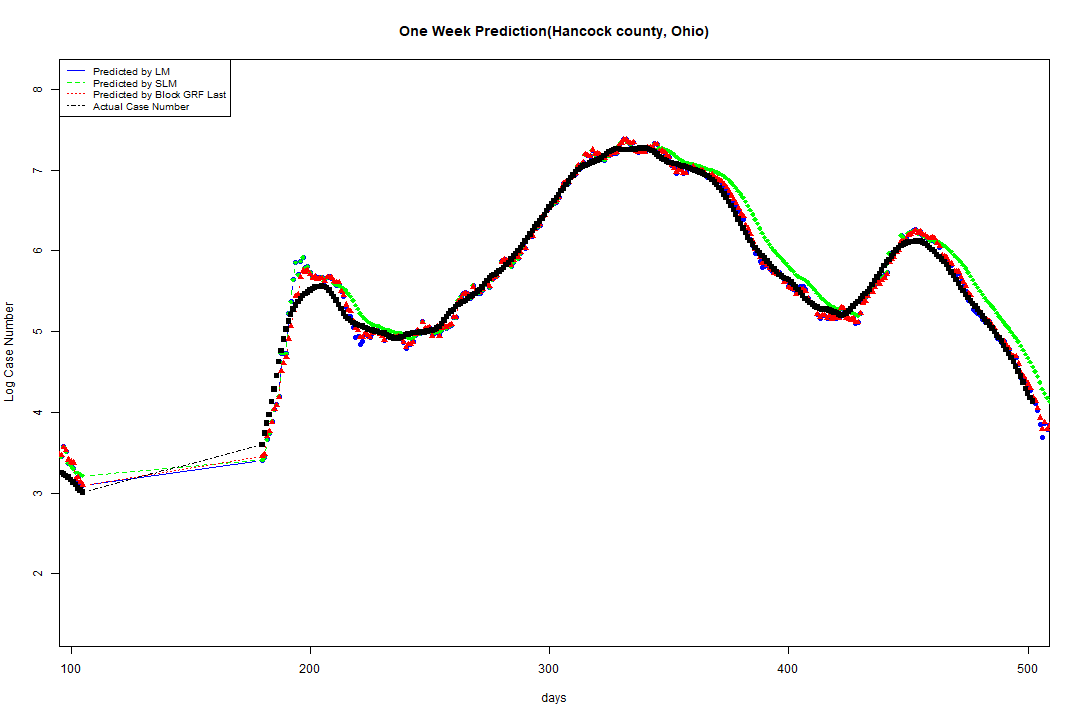 One Week Prediction(Hancock county, Ohio)
Predicted by LM
Predicted by SLM
Predicted by Block GRF Last
Actual Case Number
8
7
6
5
4
3
2
Log Case Number
100 200 300 400 500
days